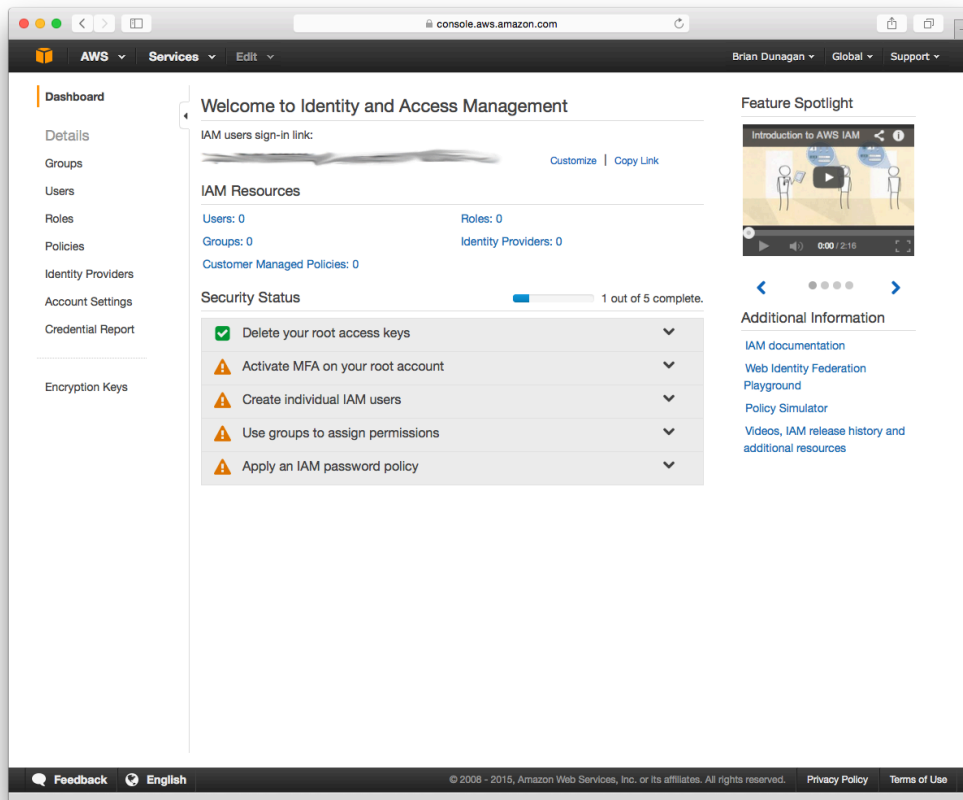 console.aws.amazon.com
AWS Services Edit Brian Dunagan Global Support
Dashboard
Details
Groups
Users
Roles
Policies
Identity Providers
Account Settings
Credential Report
Encryption Keys
Welcome to Identity and Access Management
IAM users sign-in link:
Customize | Copy Link
IAM Resources
Users: 0 Roles: 0
Groups: 0 Identity Providers: 0
Customer Managed Policies: 0
Security Status 1 out of 5 complete.
Delete your root access keys
Activate MFA on your root account
Create individual IAM users
Use groups to assign permissions
Apply an IAM password policy
Feature Spotlight
Introduction to AWS IAM
0:00 / 2:16
Additional Information
IAM documentation
Web Identity Federation
Playground
Policy Simulator
Videos, IAM release history and
additional resources
Feedback English © 2008 - 2015, Amazon Web Services, Inc. or its affiliates. All rights reserved. Privacy Policy Terms of Use